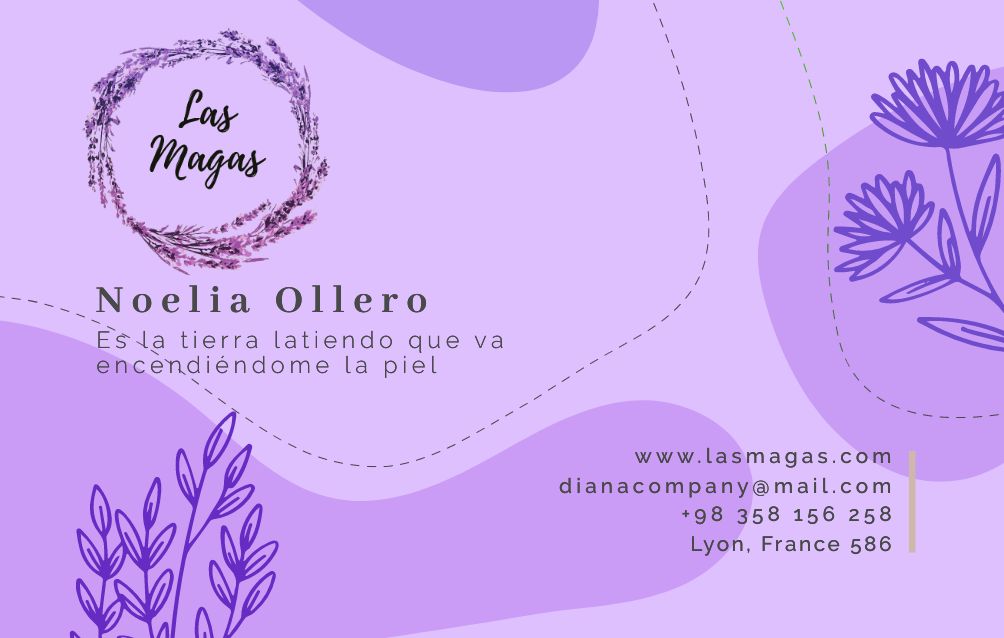 Las
Magas
Noelia Ollero
Es la tierra latiendo que va
encendiéndome la piel
www.lasmagas.com
dianacompany@mail.com
+98 358 156 258
Lyon, France 586